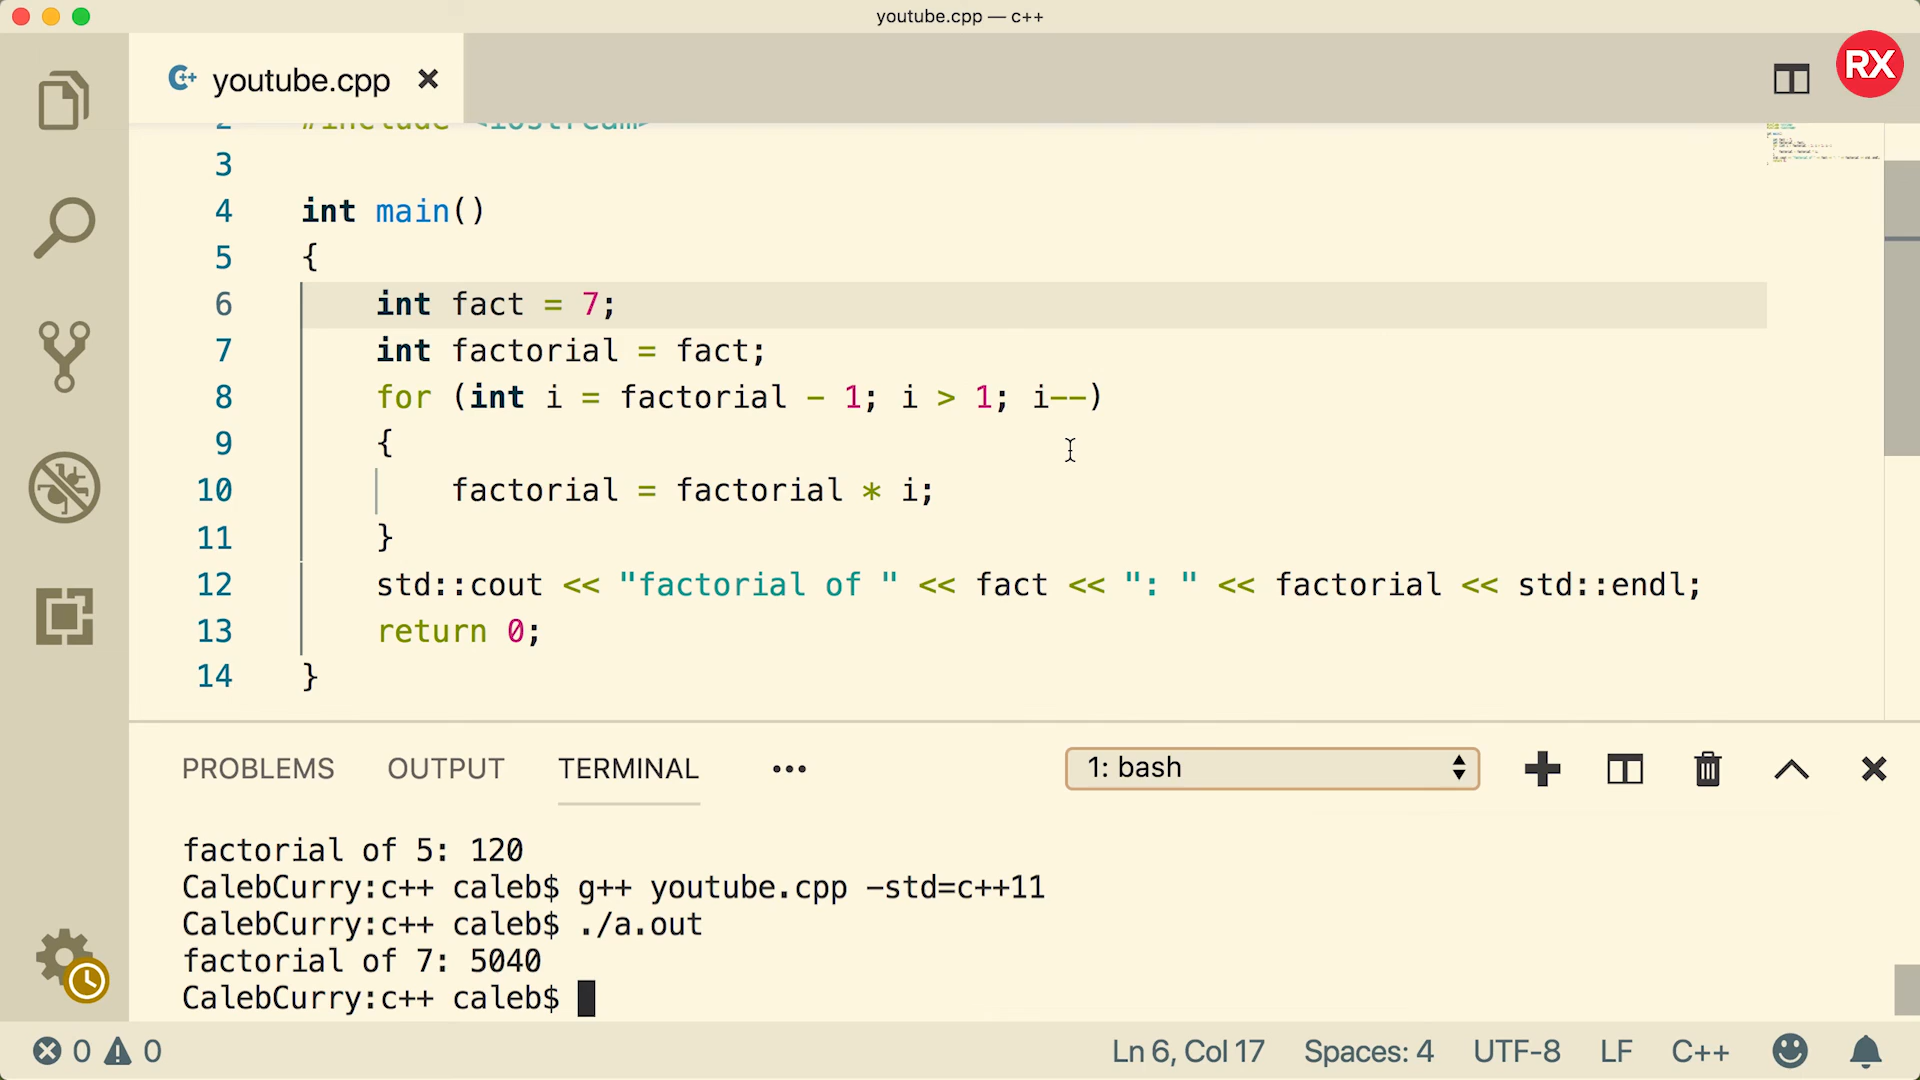 youtube.cpp — c++
RX
youtube.cpp
2 #include <iostream>
3
4 int main()
5 {
6 int fact = 7;
7 int factorial = fact;
8 for (int i = factorial - 1; i > 1; i--)
9 {
10 factorial = factorial * i;
11 }
12 std::cout << "factorial of " << fact << ": " << factorial << std::endl;
13 return 0;
14 }
PROBLEMS OUTPUT TERMINAL ••• 1: bash
factorial of 5: 120
CalebCurry:c++ caleb$ g++ youtube.cpp -std=c++11
CalebCurry:c++ caleb$ ./a.out
factorial of 7: 5040
CalebCurry:c++ caleb$
0 0 Ln 6, Col 17 Spaces: 4 UTF-8 LF C++